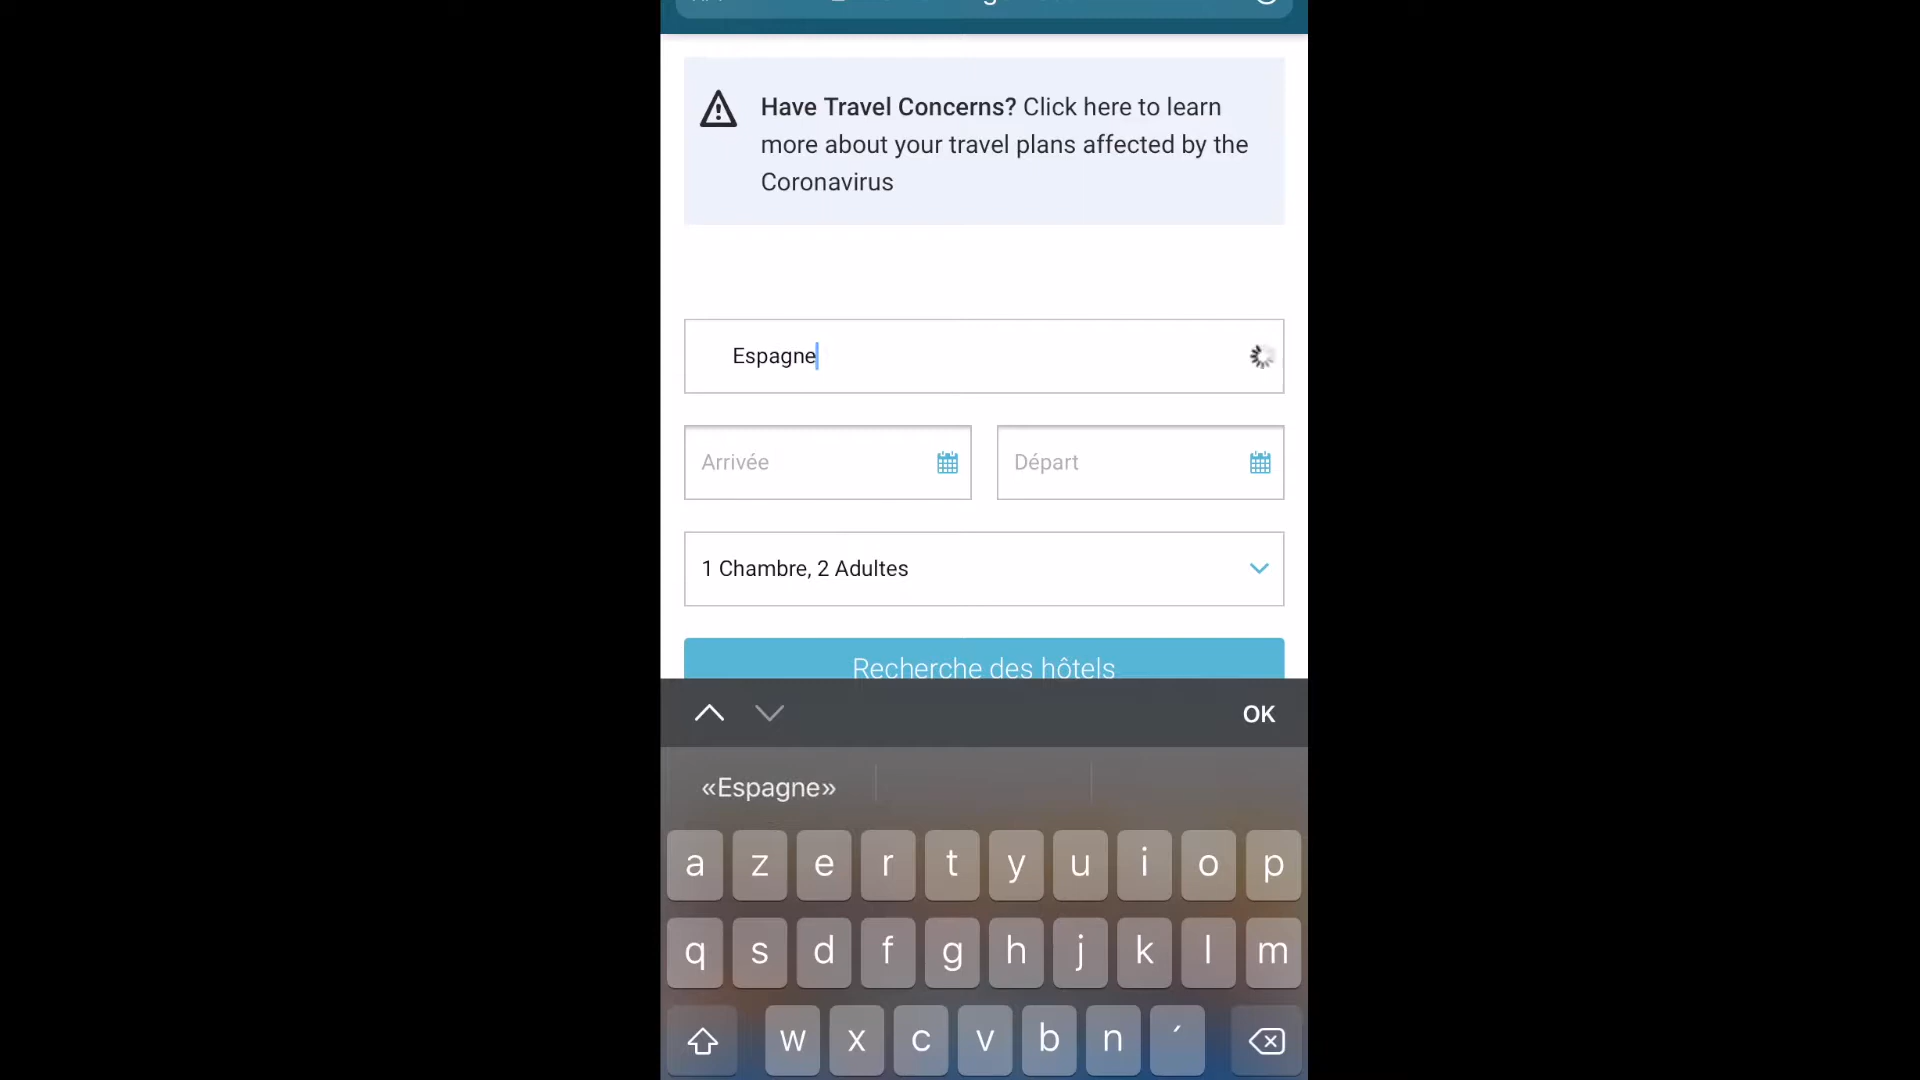 Have Travel Concerns? Click here to learn
more about your travel plans affected by the
Coronavirus
Espagne
Arrivée
Départ
1 Chambre, 2 Adultes
Recherche des hôtels
OK
«Espagne»
a z e r t y u i o p
q s d f g h j k l m
w x c v b n ´